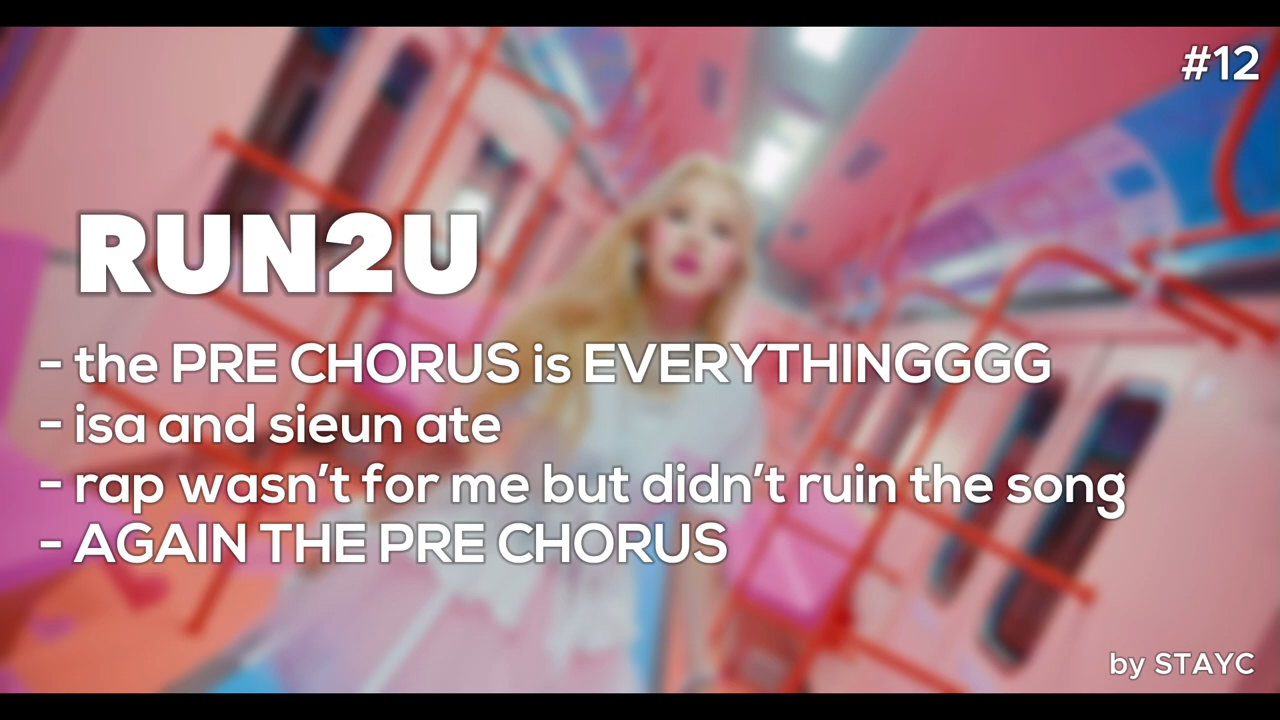 #12
RUN2U
- the PRE CHORUS is EVERYTHINGGGG
- isa and sieun ate
- rap wasn’t for me but didn’t ruin the song
- AGAIN THE PRE CHORUS
by STAYC